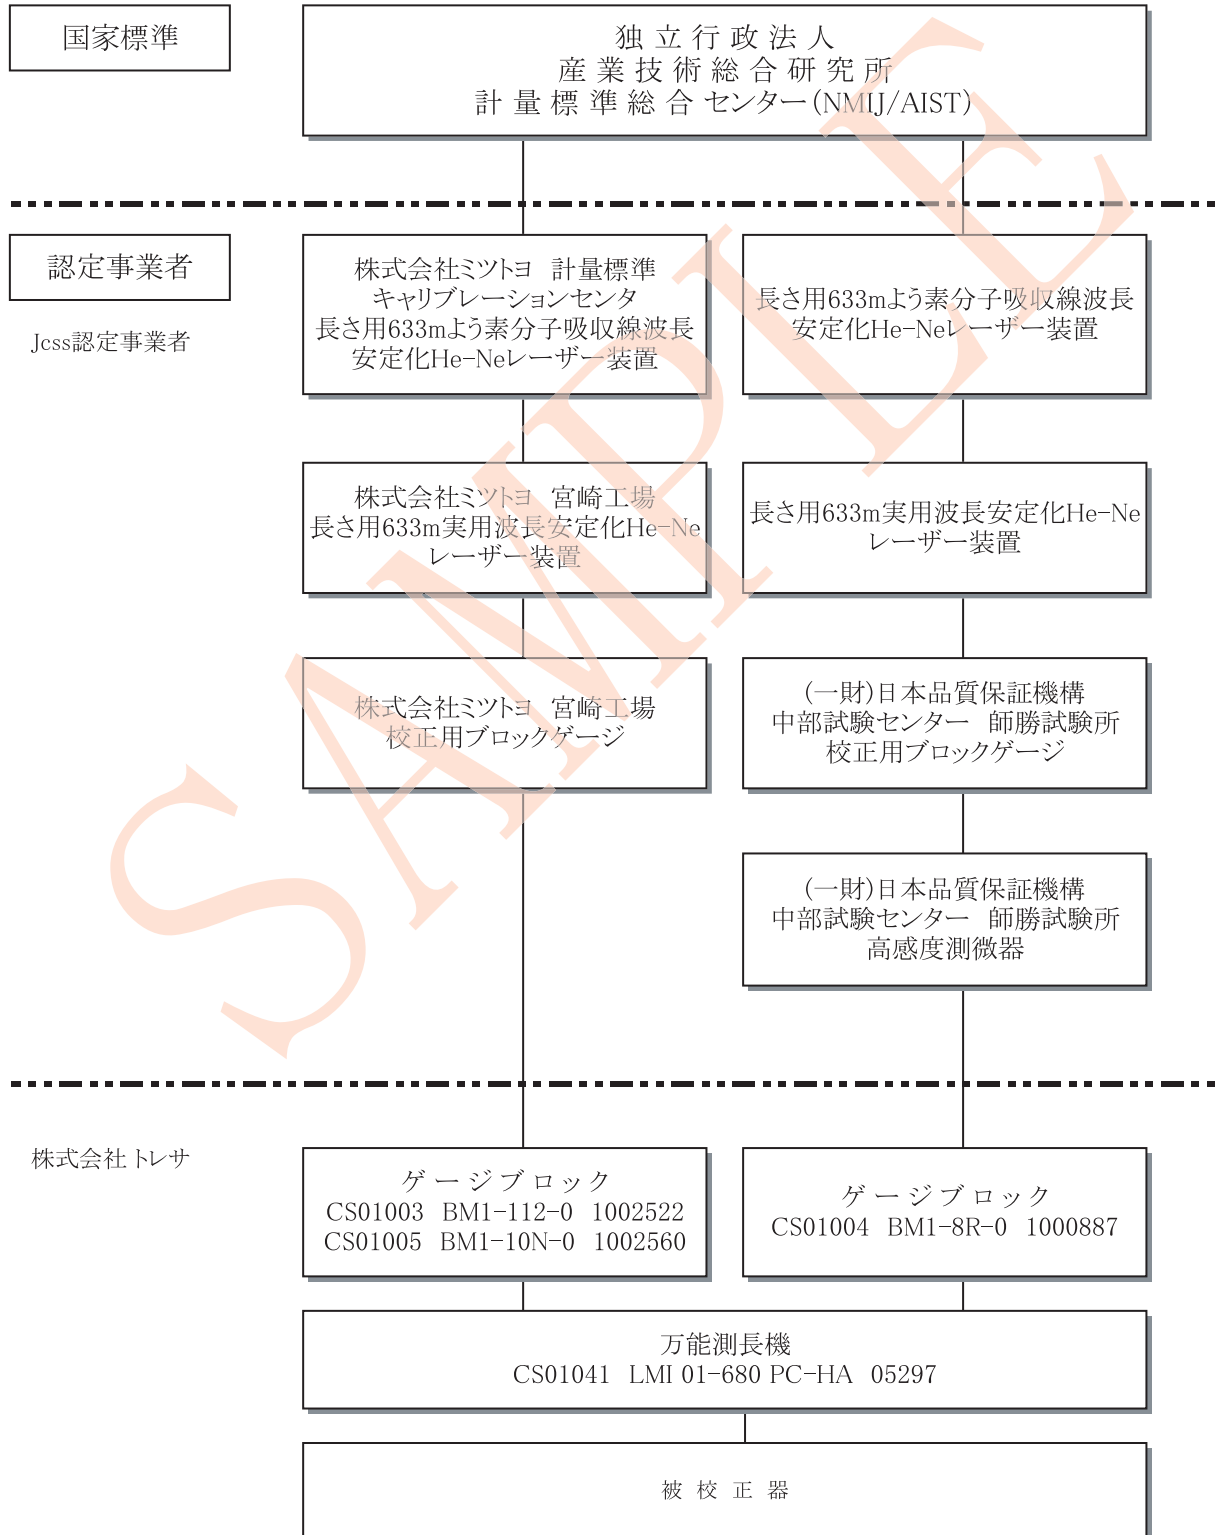 国家標準
独立行政法人
産業技術総合研究所
計量標準総合センター(NMIJ/AIST)
認定事業者
Jcss認定事業者
株式会社ミツトヨ 計量標準
キャリブレーションセンタ
長さ用633mよう素分子吸収線波長
安定化He-Neレーザー装置
長さ用633mよう素分子吸収線波長
安定化He-Neレーザー装置
株式会社ミツトヨ 宮崎工場
長さ用633m実用波長安定化He-Ne
レーザー装置
長さ用633m実用波長安定化He-Ne
レーザー装置
株式会社ミツトヨ 宮崎工場
校正用ブロックゲージ
(一財)日本品質保証機構
中部試験センター 師勝試験所
校正用ブロックゲージ
(一財)日本品質保証機構
中部試験センター 師勝試験所
高感度測微器
株式会社トレサ
ゲージブロック
CS01003 BM1-112-0 1002522
CS01005 BM1-10N-0 1002560
ゲージブロック
CS01004 BM1-8R-0 1000887
万能測長機
CS01041 LMI 01-680 PC-HA 05297
被校正器
SAMPLE